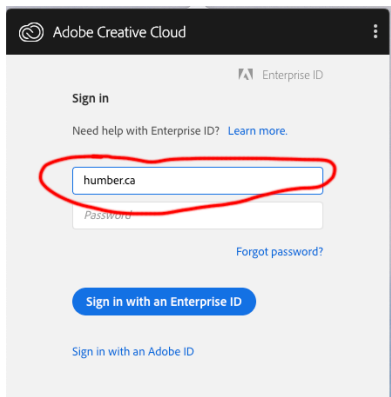 Adobe Creative Cloud
Enterprise ID
Sign in
Need help with Enterprise ID? Learn more.
humber.ca
Password
Forgot password?
Sign in with an Enterprise ID
Sign in with an Adobe ID